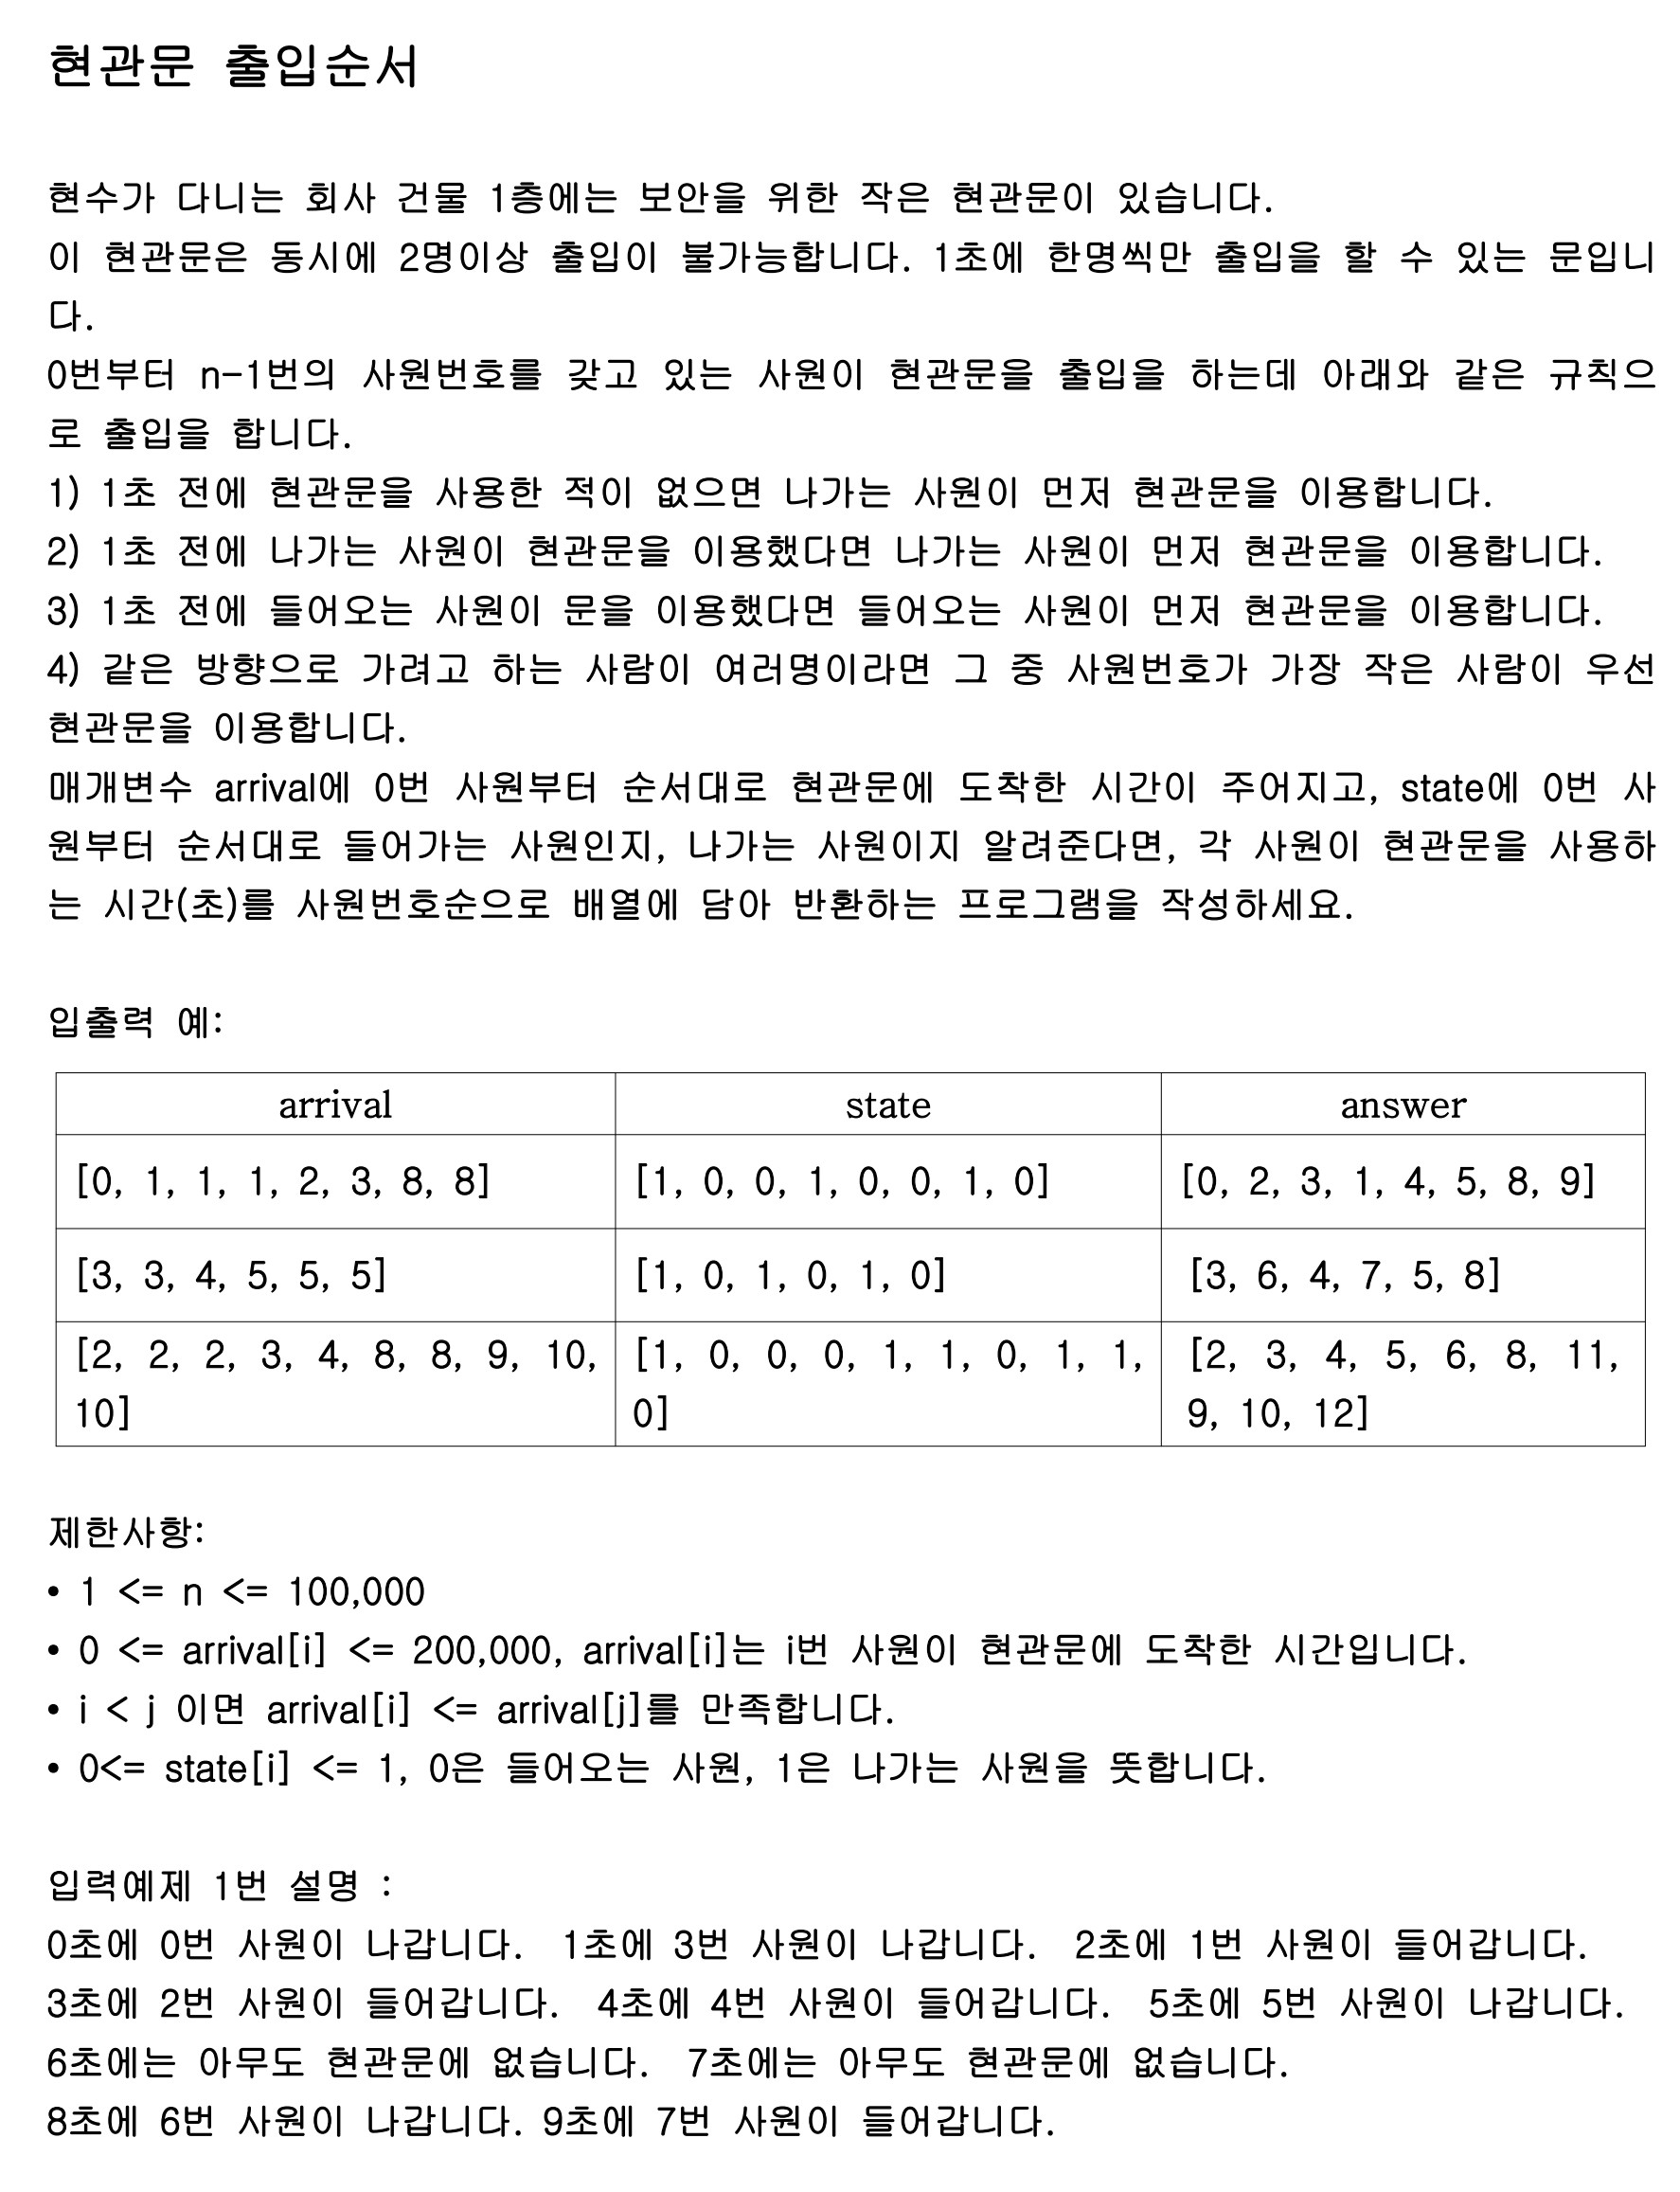 현관문 출입순서
현수가 다니는 회사 건물 1층에는 보안을 위한 작은 현관문이 있습니다.
이 현관문은 동시에 2명이상 출입이 불가능합니다. 1초에 한명씩만 출입을 할 수 있는 문입니
다.
0번부터 n-1번의 사원번호를 갖고 있는 사원이 현관문을 출입을 하는데 아래와 같은 규칙으
로 출입을 합니다.
1) 1초 전에 현관문을 사용한 적이 없으면 나가는 사원이 먼저 현관문을 이용합니다.
2) 1초 전에 나가는 사원이 현관문을 이용했다면 나가는 사원이 먼저 현관문을 이용합니다.
3) 1초 전에 들어오는 사원이 문을 이용했다면 들어오는 사원이 먼저 현관문을 이용합니다.
4) 같은 방향으로 가려고 하는 사람이 여러명이라면 그 중 사원번호가 가장 작은 사람이 우선
현관문을 이용합니다.
매개변수 arrival에 0번 사원부터 순서대로 현관문에 도착한 시간이 주어지고, state에 0번 사
원부터 순서대로 들어가는 사원인지, 나가는 사원이지 알려준다면, 각 사원이 현관문을 사용하
는 시간(초)를 사원번호순으로 배열에 담아 반환하는 프로그램을 작성하세요.
입출력 예:
arrival state answer
[0, 1, 1, 1, 2, 3, 8, 8] [1, 0, 0, 1, 0, 0, 1, 0] [0, 2, 3, 1, 4, 5, 8, 9]
[3, 3, 4, 5, 5, 5] [1, 0, 1, 0, 1, 0] [3, 6, 4, 7, 5, 8]
[2, 2, 2, 3, 4, 8, 8, 9, 10, [1, 0, 0, 0, 1, 1, 0, 1, 1, [2, 3, 4, 5, 6, 8, 11,
10] 0] 9, 10, 12]
제한사항:
• 1 <= n <= 100,000
• 0 <= arrival[i] <= 200,000, arrival[i]는 i번 사원이 현관문에 도착한 시간입니다.
• i < j 이면 arrival[i] <= arrival[j]를 만족합니다.
• 0<= state[i] <= 1, 0은 들어오는 사원, 1은 나가는 사원을 뜻합니다.
입력예제 1번 설명 :
0초에 0번 사원이 나갑니다. 1초에 3번 사원이 나갑니다. 2초에 1번 사원이 들어갑니다.
3초에 2번 사원이 들어갑니다. 4초에 4번 사원이 들어갑니다. 5초에 5번 사원이 나갑니다.
6초에는 아무도 현관문에 없습니다. 7초에는 아무도 현관문에 없습니다.
8초에 6번 사원이 나갑니다. 9초에 7번 사원이 들어갑니다.